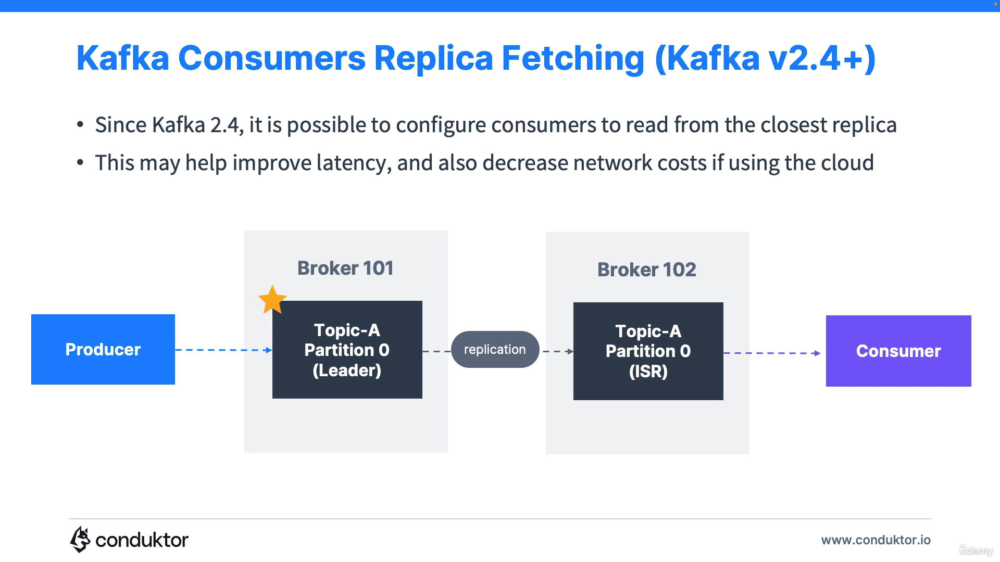 Kafka Consumers Replica Fetching (Kafka v2.4+)
• Since Kafka 2.4, it is possible to configure consumers to read from the closest replica
• This may help improve latency, and also decrease network costs if using the cloud
Broker 101
Broker 102
Producer
Topic-A
Partition 0
(Leader)
replication
Topic-A
Partition 0
(ISR)
Consumer
conduktor
www.conduktor.io
ûdemy